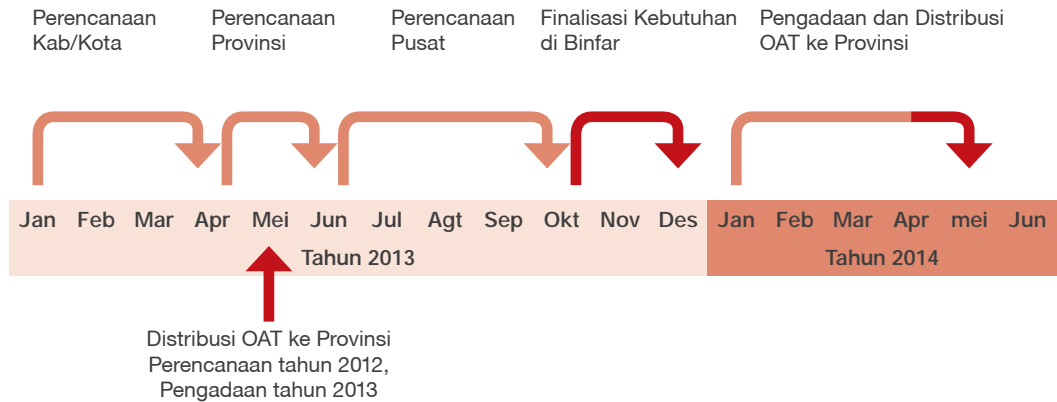 Perencanaan
Kab/Kota
Perencanaan
Provinsi
Perencanaan
Pusat
Finalisasi Kebutuhan
di Binfar
Pengadaan dan Distribusi
OAT ke Provinsi
Jan Feb Mar Apr Mei Jun Jul Agt Sep Okt Nov Des Jan Feb Mar Apr mei Jun
Tahun 2013 Tahun 2014
Distribusi OAT ke Provinsi
Perencanaan tahun 2012,
Pengadaan tahun 2013